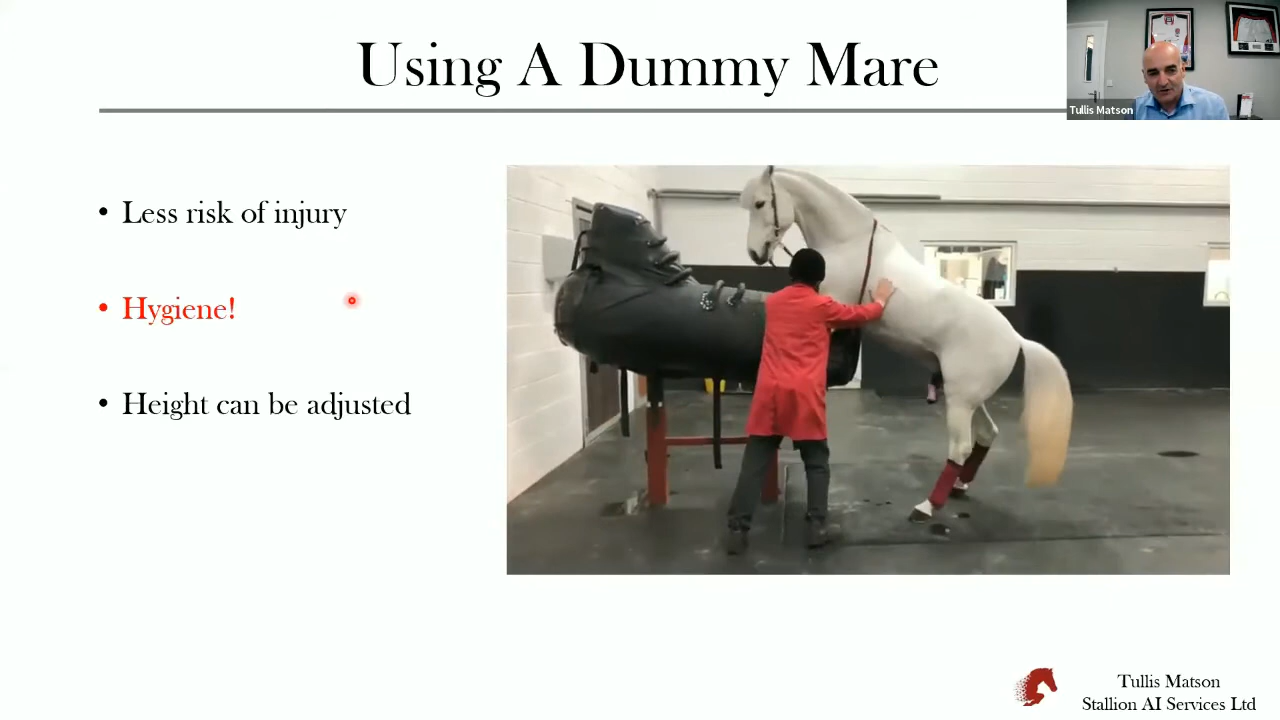 Using A Dummy Mare
Tullis Matson
• Less risk of injury
• Hygiene!
• Height can be adjusted
Tullis Matson
Stallion AI Services Ltd